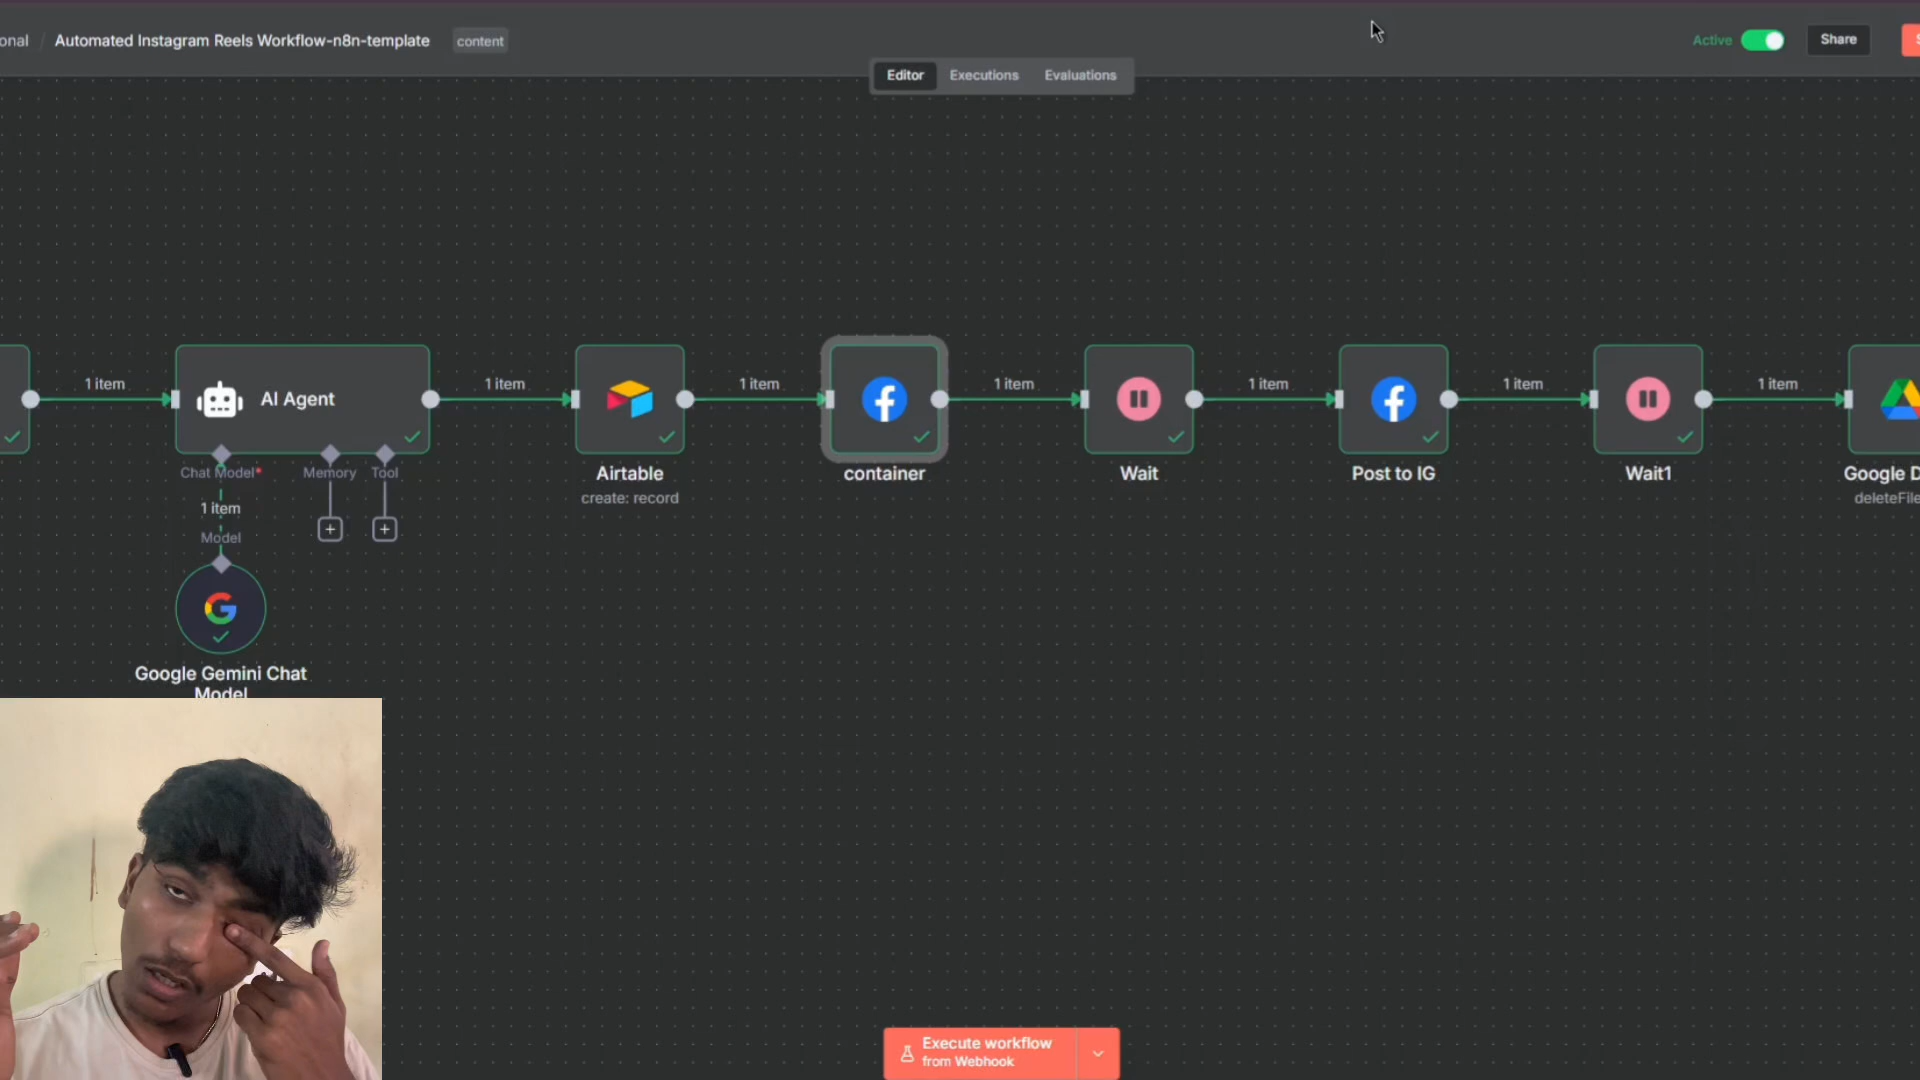 onal / Automated Instagram Reels Workflow-n8n-template content
Active Share
Editor Executions Evaluations
1 item 1 item 1 item 1 item 1 item 1 item 1 item
AI Agent
Chat Model* Memory Tool
Airtable container Wait Post to IG Wait1 Google D
create: record deleteFile
1 item
Model
Google Gemini Chat
Model
Execute workflow
from Webhook